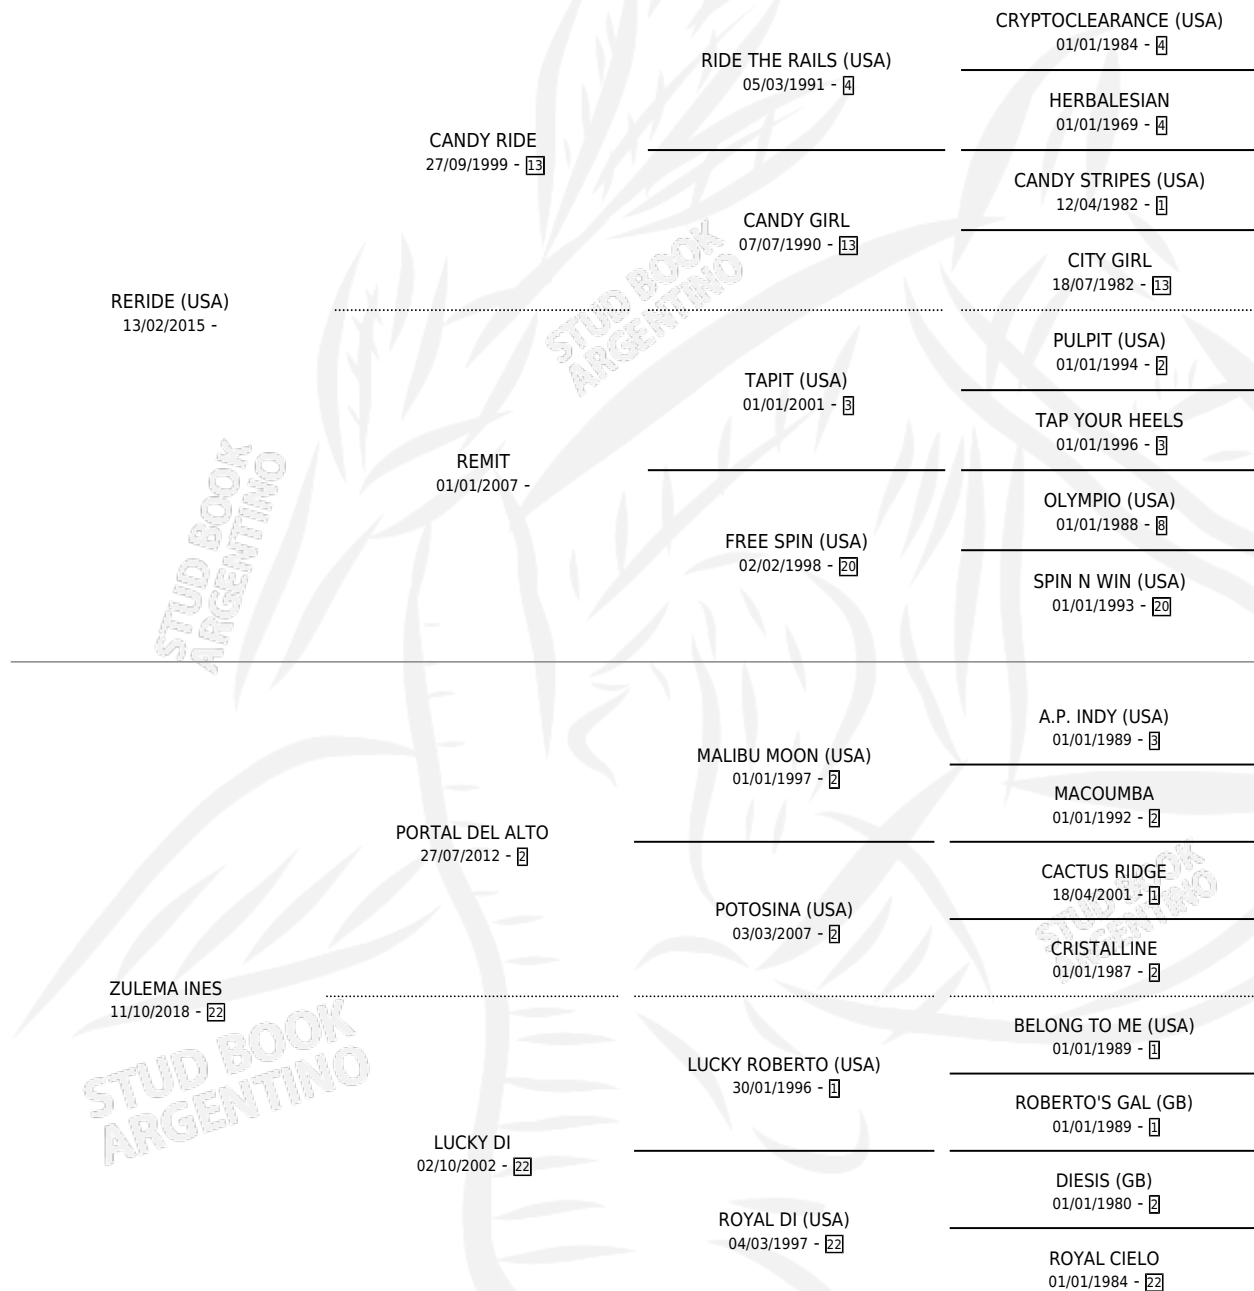 CRYPTOCLEARANCE (USA)
01/01/1984 - 4
RIDE THE RAILS (USA)
05/03/1991 - 4
HERBALESIAN
01/01/1969 - 4
CANDY RIDE
27/09/1999 - 13
CANDY STRIPES (USA)
12/04/1982 - 1
CANDY GIRL
07/07/1990 - 13
CITY GIRL
18/07/1982 - 13
RERIDE (USA)
13/02/2015 -
PULPIT (USA)
01/01/1994 - 2
TAPIT (USA)
01/01/2001 - 3
TAP YOUR HEELS
01/01/1996 - 3
REMIT
01/01/2007 -
OLYMPIO (USA)
01/01/1988 - 8
FREE SPIN (USA)
02/02/1998 - 20
SPIN N WIN (USA)
01/01/1993 - 20
A.P. INDY (USA)
01/01/1989 - 3
MALIBU MOON (USA)
01/01/1997 - 2
MACOUMBA
01/01/1992 - 2
PORTAL DEL ALTO
27/07/2012 - 2
CACTUS RIDGE
18/04/2001 - 1
POTOSINA (USA)
03/03/2007 - 2
CRISTALLINE
01/01/1987 - 2
ZULEMA INES
11/10/2018 - 22
BELONG TO ME (USA)
01/01/1989 - 1
LUCKY ROBERTO (USA)
30/01/1996 - 1
ROBERTO'S GAL (GB)
01/01/1989 - 1
LUCKY DI
02/10/2002 - 22
DIESIS (GB)
01/01/1980 - 2
ROYAL DI (USA)
04/03/1997 - 22
ROYAL CIELO
01/01/1984 - 22
STUD BOOK
ARGENTINO
STUD BOOK
ARGENTINO
STUD BOOK
ARGENTINO
STUD BOOK
ARGENTINO